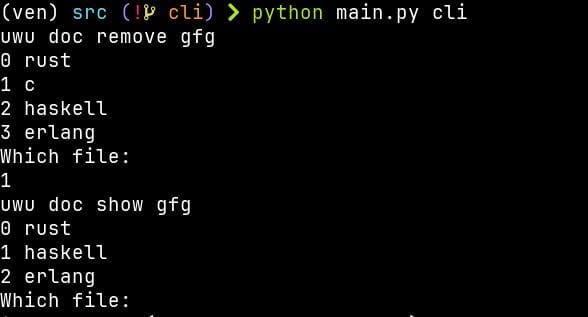 (ven) src (! cli) ❯ python main.py cli
uwu doc remove gfg
0 rust
1 c
2 haskell
3 erlang
Which file:
1
uwu doc show gfg
0 rust
1 haskell
2 erlang
Which file: